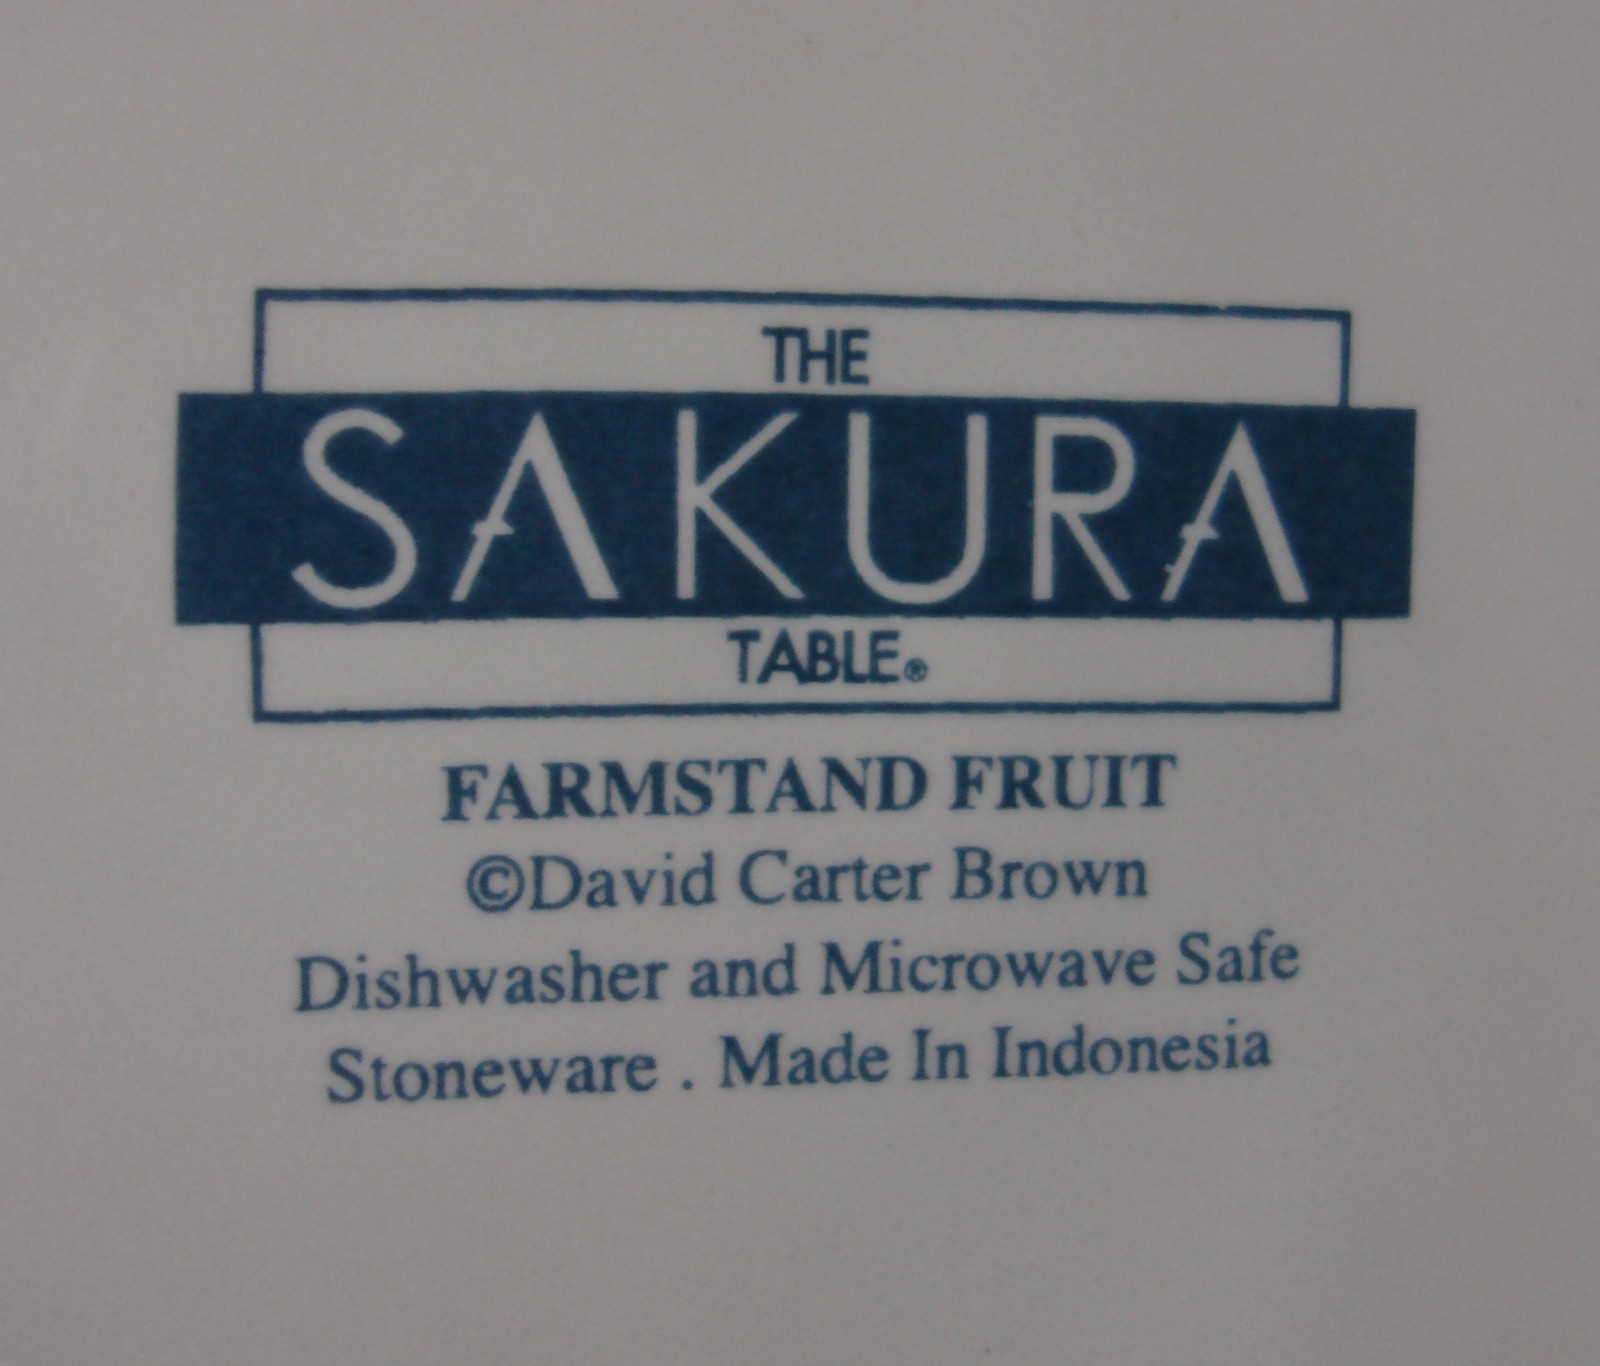 THE
SAKURA
TABLE®
FARMSTAND FRUIT
©David Carter Brown
Dishwasher and Microwave Safe
Stoneware . Made In Indonesia